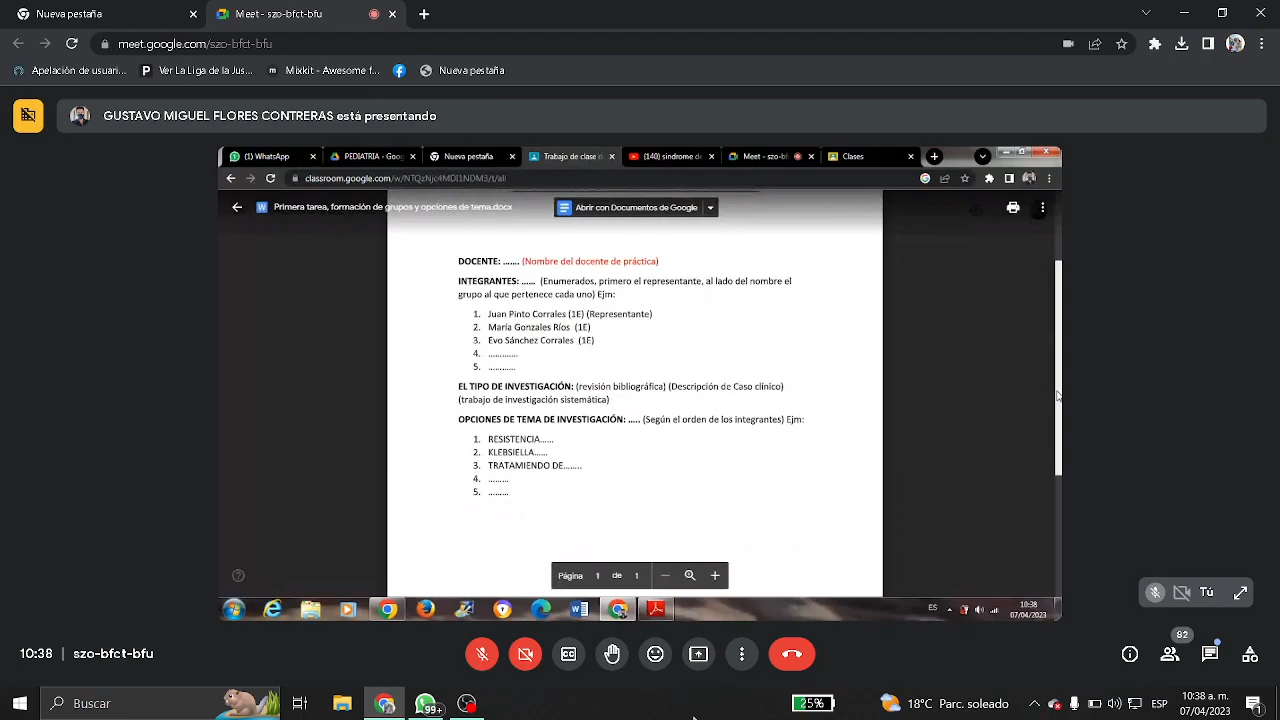 Nueva pestaña
Meet - szo-bfct-bfu
meet.google.com/szo-bfct-bfu
Apelación de usuari...
Ver La Liga de la Jus...
Mixkit - Awesome f...
Nueva pestaña
GUSTAVO MIGUEL FLORES CONTRERAS está presentando
(1) WhatsApp
PEDIATRIA - Goog
Nueva pestaña
Trabajo de clase d
(140) sindrome de
Meet - szo-bf
Clases
classroom.google.com/w/NTQzNjc4MDI1NDM3/t/all
Primera tarea, formación de grupos y opciones de tema.docx
Abrir con Documentos de Google
DOCENTE: ....... (Nombre del docente de práctica)
INTEGRANTES: ...... (Enumerados, primero el representante, al lado del nombre el
grupo al que pertenece cada uno) Ejm:
1. Juan Pinto Corrales (1E) (Representante)
2. María Gonzales Ríos (1E)
3. Evo Sánchez Corrales (1E)
4. .............
5. ............
EL TIPO DE INVESTIGACIÓN: (revisión bibliográfica) (Descripción de Caso clínico)
(trabajo de investigación sistemática)
OPCIONES DE TEMA DE INVESTIGACIÓN: ..... (Según el orden de los integrantes) Ejm:
1. RESISTENCIA......
2. KLEBSIELLA......
3. TRATAMIENDO DE........
4. .........
5. .........
Página 1 de 1
ES
10:38
07/04/2023
Tú
10:38 | szo-bfct-bfu
82
Buscar
99+
25%
19°C Parc. soleado
ESP
10:38 a. m.
07/04/2023